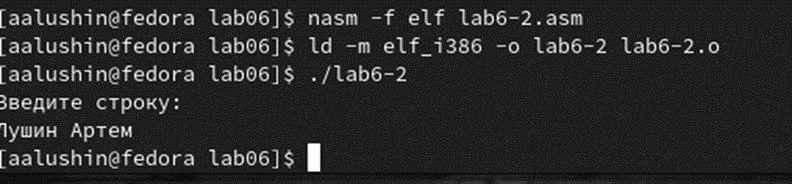 [aalushin@fedora lab06]$ nasm -f elf lab6-2.asm
[aalushin@fedora lab06]$ ld -m elf_i386 -o lab6-2 lab6-2.o
[aalushin@fedora lab06]$ ./lab6-2
Введите строку:
Лушин Артем
[aalushin@fedora lab06]$